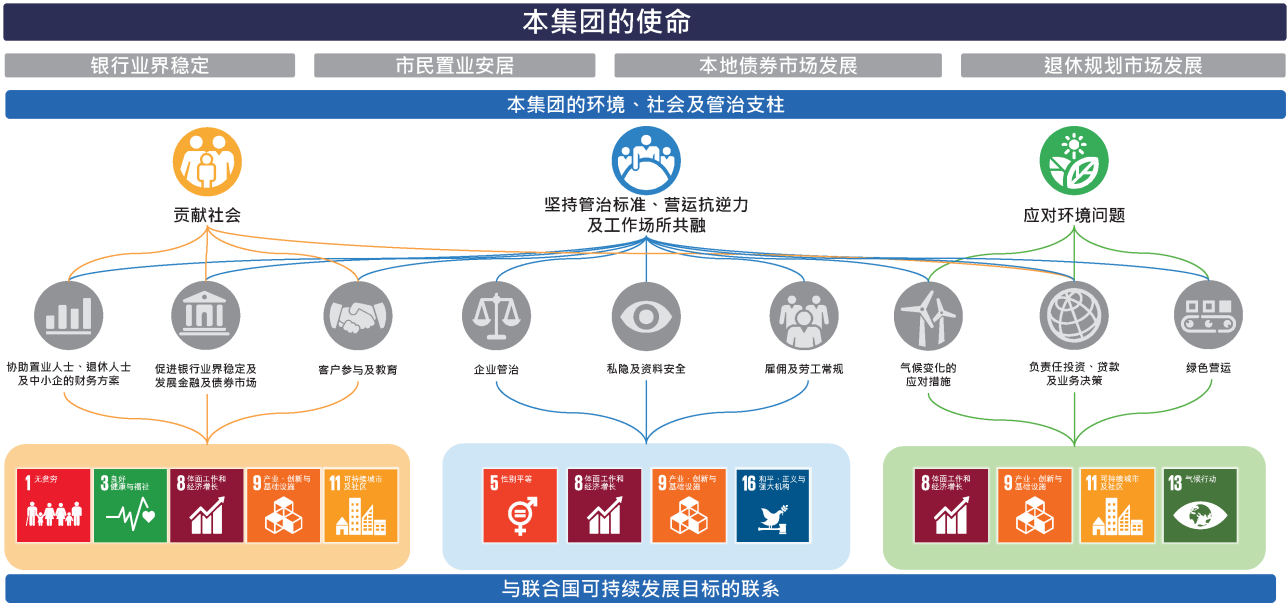 本集团的使命
银行业界稳定
市民置业安居
本地债券市场发展
退休规划市场发展
本集团的环境、社会及管治支柱
贡献社会
坚持管治标准、营运抗逆力
及工作场所共融
应对环境问题
协助置业人士、退休人士
及中小企的财务方案
促进银行业界稳定及
发展金融及债券市场
客户参与及教育
企业管治
私隐及资料安全
雇佣及劳工常规
气候变化的
应对措施
负责任投资、贷款
及业务决策
绿色营运
1 无贫穷
3 良好
健康与福祉
8 体面工作和
经济增长
9 产业、创新与
基础设施
11 可持续城市
及社区
5 性别平等
8 体面工作和
经济增长
9 产业、创新与
基础设施
16 和平、正义与
强大机构
8 体面工作和
经济增长
9 产业、创新与
基础设施
11 可持续城市
及社区
13 气候行动
与联合国可持续发展目标的联系